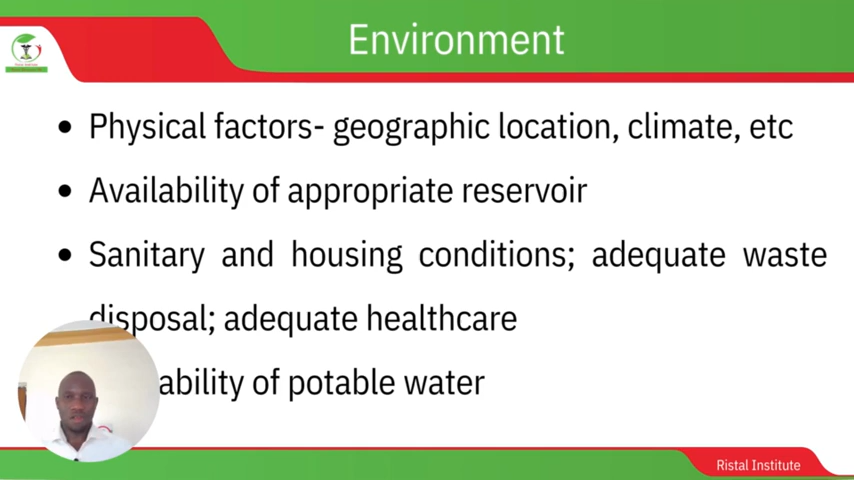 Environment
Physical factors- geographic location, climate, etc
Availability of appropriate reservoir
Sanitary and housing conditions; adequate waste
disposal; adequate healthcare
ability of potable water
Ristal Institute